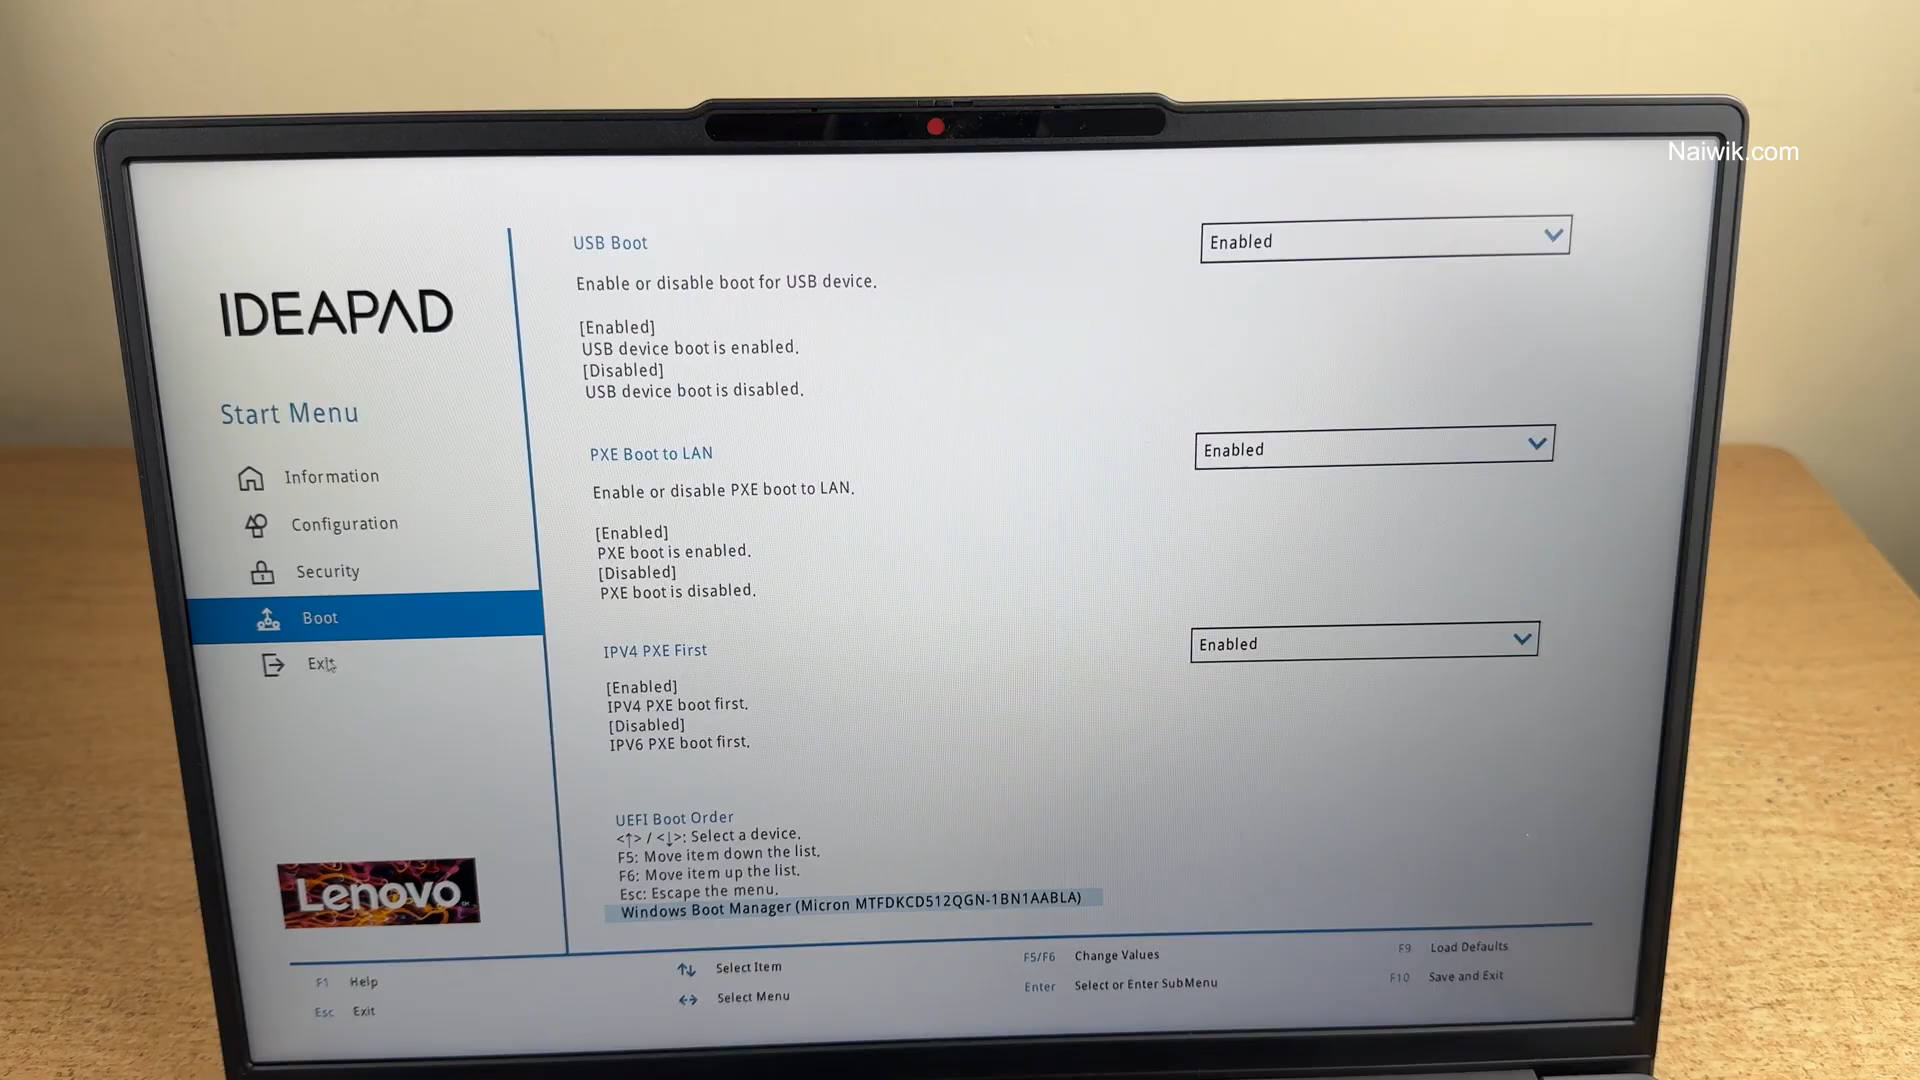 Naiwik.com
IDEAPAD
Start Menu
Information
Configuration
Security
Boot
Exit
Lenovo
USB Boot
Enabled
Enable or disable boot for USB device.
[Enabled]
USB device boot is enabled.
[Disabled]
USB device boot is disabled.
PXE Boot to LAN
Enabled
Enable or disable PXE boot to LAN.
[Enabled]
PXE boot is enabled.
[Disabled]
PXE boot is disabled.
IPV4 PXE First
Enabled
[Enabled]
IPV4 PXE boot first.
[Disabled]
IPV6 PXE boot first.
UEFI Boot Order
<↑> / <↓>: Select a device.
F5: Move item down the list.
F6: Move item up the list.
Esc: Escape the menu.
Windows Boot Manager (Micron MTFDKCD512QGN-1BN1AABLA)
F1 Help
Esc Exit
↑↓ Select Item
↔ Select Menu
F5/F6 Change Values
Enter Select or Enter SubMenu
F9 Load Defaults
F10 Save and Exit